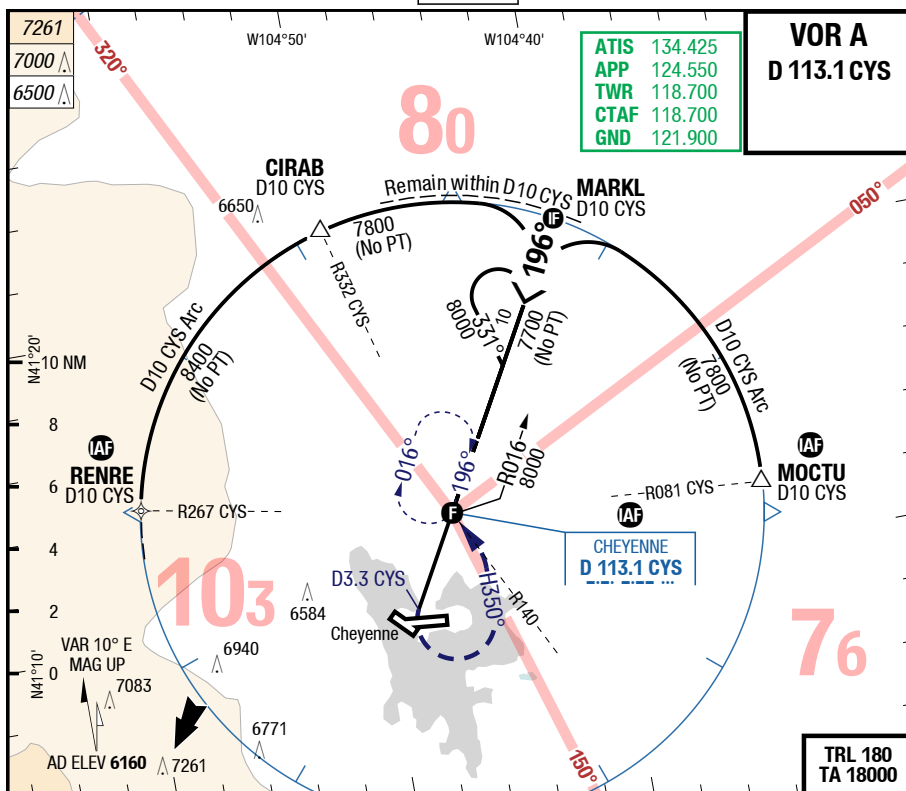 7261
7000
6500
W104°50'
W104°40'
ATIS 134.425
APP 124.550
TWR 118.700
CTAF 118.700
GND 121.900
VOR A
D 113.1 CYS
320°
80
050°
CIRAB
D10 CYS
6650
Remain within D10 CYS
MARKL
D10 CYS
IF
7800
(No PT)
196°
R332 CYS
8000
331°
10
7700
(No PT)
D10 CYS Arc
8400
(No PT)
D10 CYS Arc
7800
(No PT)
N41°20'
10 NM
8
6
4
2
0
IAF
RENRE
D10 CYS
R267 CYS
016°
196°
R016
8000
IAF
MOCTU
D10 CYS
R081 CYS
IAF
F
CHEYENNE
D 113.1 CYS
103
D3.3 CYS
H350°
R140
6584
Cheyenne
76
N41°10'
VAR 10° E
MAG UP
6940
7083
6771
AD ELEV 6160
7261
150°
TRL 180
TA 18000